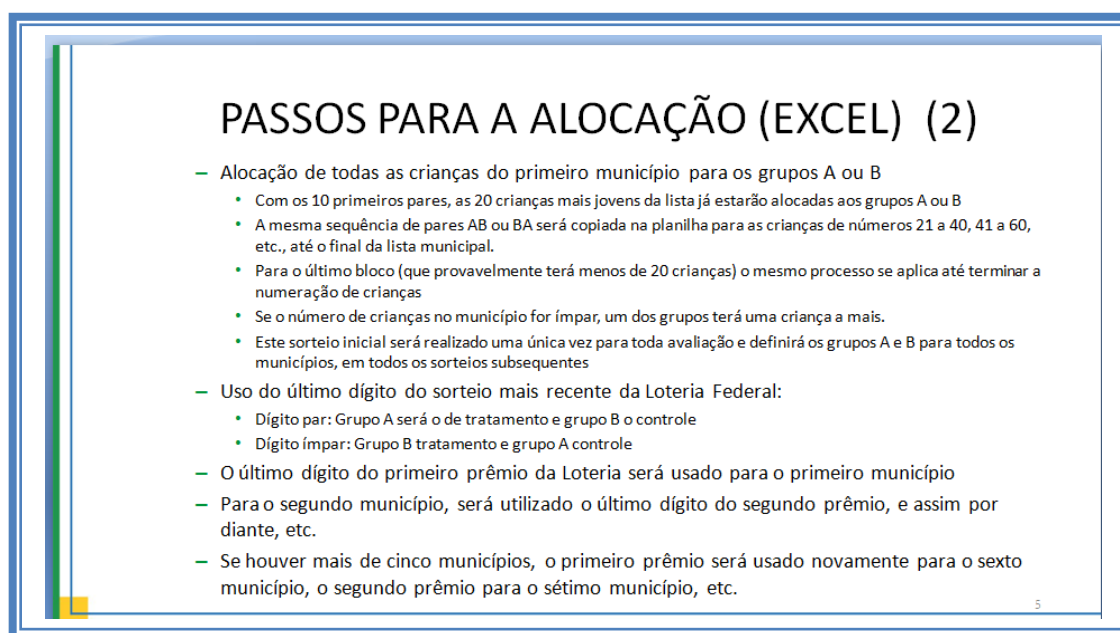 PASSOS PARA A ALOCAÇÃO (EXCEL) (2)
– Alocação de todas as crianças do primeiro município para os grupos A ou B
• Com os 10 primeiros pares, as 20 crianças mais jovens da lista já estarão alocadas aos grupos A ou B
• A mesma sequência de pares AB ou BA será copiada na planilha para as crianças de números 21 a 40, 41 a 60,
etc., até o final da lista municipal.
• Para o último bloco (que provavelmente terá menos de 20 crianças) o mesmo processo se aplica até terminar a
numeração de crianças
• Se o número de crianças no município for ímpar, um dos grupos terá uma criança a mais.
• Este sorteio inicial será realizado uma única vez para toda avaliação e definirá os grupos A e B para todos os
municípios, em todos os sorteios subsequentes
– Uso do último dígito do sorteio mais recente da Loteria Federal:
• Dígito par: Grupo A será o de tratamento e grupo B o controle
• Dígito ímpar: Grupo B tratamento e grupo A controle
– O último dígito do primeiro prêmio da Loteria será usado para o primeiro município
– Para o segundo município, será utilizado o último dígito do segundo prêmio, e assim por
diante, etc.
– Se houver mais de cinco municípios, o primeiro prêmio será usado novamente para o sexto
município, o segundo prêmio para o sétimo município, etc.
5